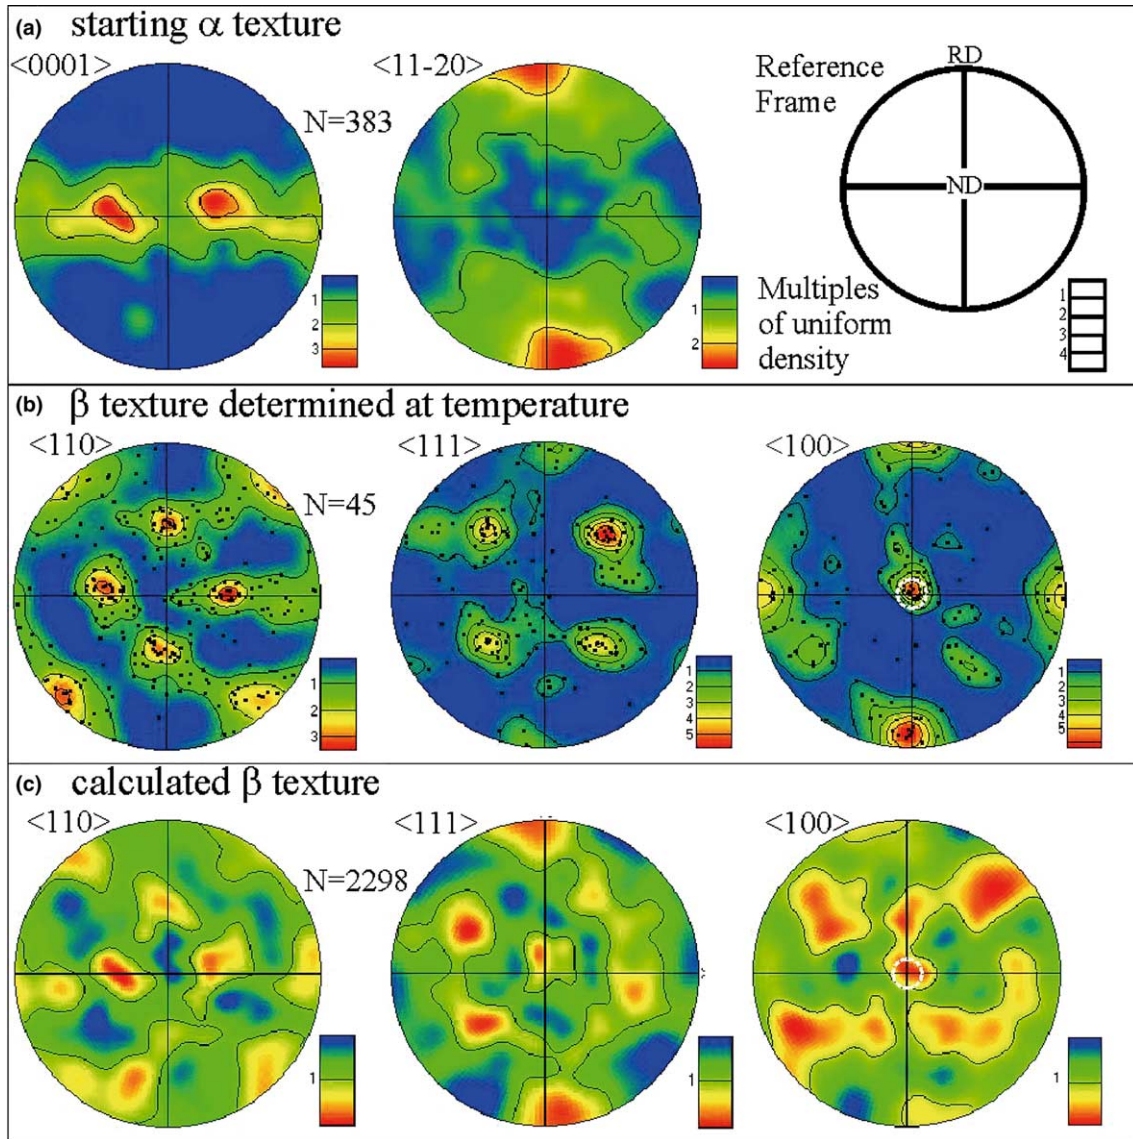 (a) starting α texture
<0001>
<11-20>
N=383
1
2
3
1
2
Reference
Frame
RD
ND
Multiples
of uniform
density
1
2
3
4
(b) β texture determined at temperature
<110>
<111>
<100>
N=45
1
2
3
1
2
3
4
5
1
2
3
4
5
(c) calculated β texture
<110>
<111>
<100>
N=2298
1
1
1